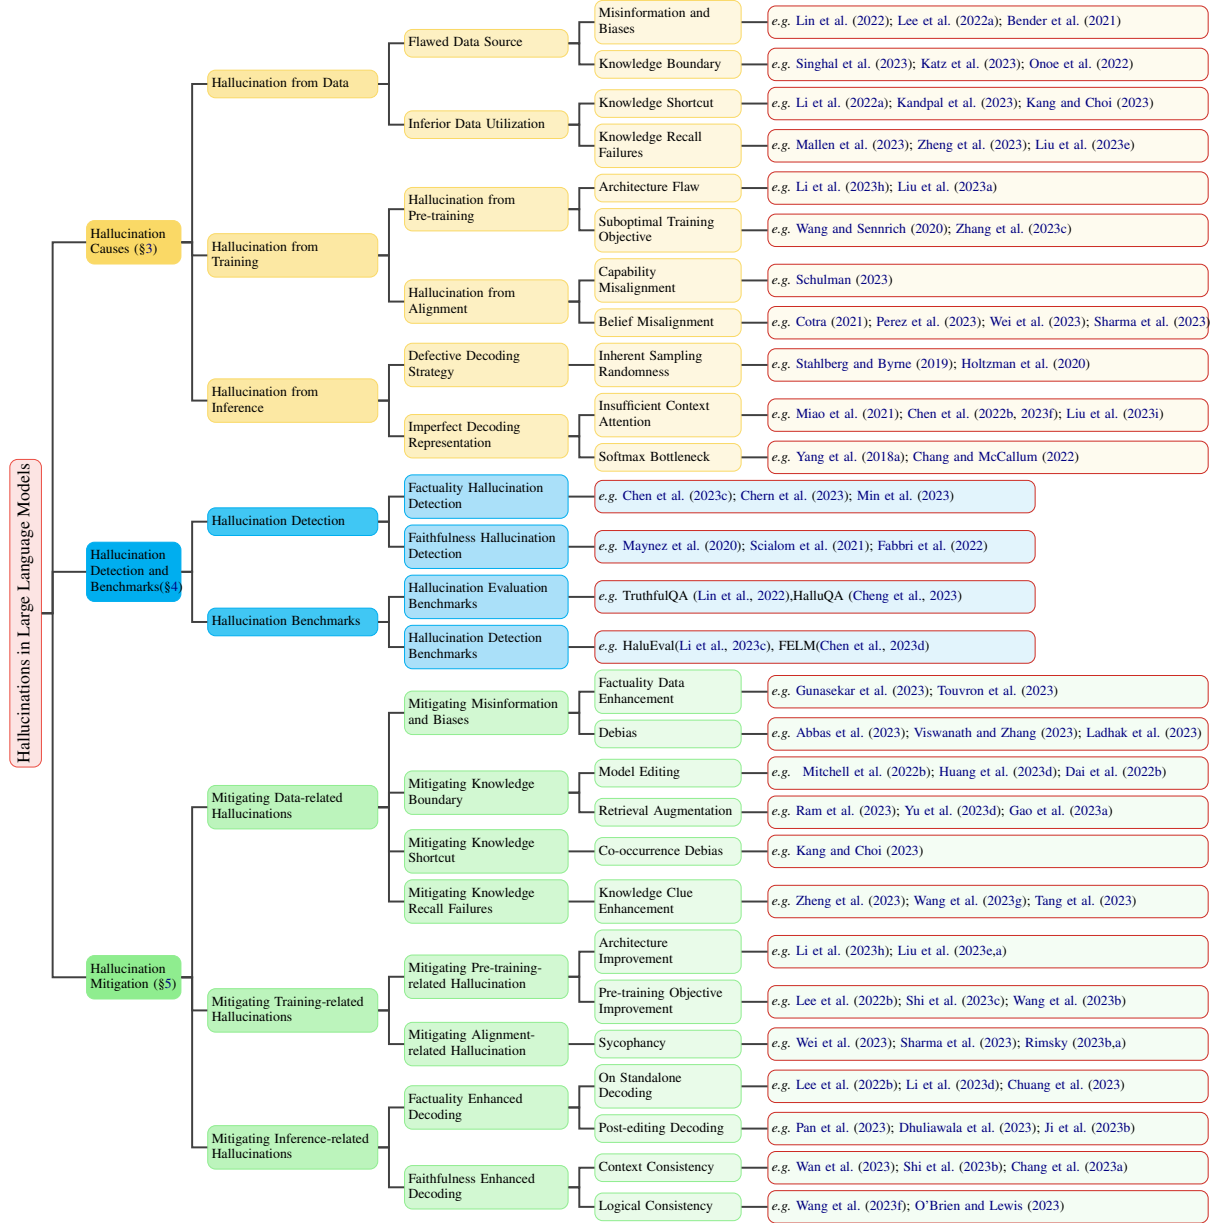 Hallucinations in Large Language Models
Hallucination
Causes (§3)
Hallucination from Data
Flawed Data Source
Misinformation and
Biases
e.g. Lin et al. (2022); Lee et al. (2022a); Bender et al. (2021)
Knowledge Boundary
e.g. Singhal et al. (2023); Katz et al. (2023); Onoe et al. (2022)
Inferior Data Utilization
Knowledge Shortcut
e.g. Li et al. (2022a); Kandpal et al. (2023); Kang and Choi (2023)
Knowledge Recall
Failures
e.g. Mallen et al. (2023); Zheng et al. (2023); Liu et al. (2023e)
Hallucination from
Training
Hallucination from
Pre-training
Architecture Flaw
e.g. Li et al. (2023h); Liu et al. (2023a)
Suboptimal Training
Objective
e.g. Wang and Sennrich (2020); Zhang et al. (2023c)
Hallucination from
Alignment
Capability
Misalignment
e.g. Schulman (2023)
Belief Misalignment
e.g. Cotra (2021); Perez et al. (2023); Wei et al. (2023); Sharma et al. (2023)
Hallucination from
Inference
Defective Decoding
Strategy
Inherent Sampling
Randomness
e.g. Stahlberg and Byrne (2019); Holtzman et al. (2020)
Imperfect Decoding
Representation
Insufficient Context
Attention
e.g. Miao et al. (2021); Chen et al. (2022b, 2023f); Liu et al. (2023i)
Softmax Bottleneck
e.g. Yang et al. (2018a); Chang and McCallum (2022)
Hallucination
Detection and
Benchmarks(§4)
Hallucination Detection
Factuality Hallucination
Detection
e.g. Chen et al. (2023c); Chern et al. (2023); Min et al. (2023)
Faithfulness Hallucination
Detection
e.g. Maynez et al. (2020); Scialom et al. (2021); Fabbri et al. (2022)
Hallucination Benchmarks
Hallucination Evaluation
Benchmarks
e.g. TruthfulQA (Lin et al., 2022),HalluQA (Cheng et al., 2023)
Hallucination Detection
Benchmarks
e.g. HaluEval(Li et al., 2023c), FELM(Chen et al., 2023d)
Hallucination
Mitigation (§5)
Mitigating Data-related
Hallucinations
Mitigating Misinformation
and Biases
Factuality Data
Enhancement
e.g. Gunasekar et al. (2023); Touvron et al. (2023)
Debias
e.g. Abbas et al. (2023); Viswanath and Zhang (2023); Ladhak et al. (2023)
Mitigating Knowledge
Boundary
Model Editing
e.g. Mitchell et al. (2022b); Huang et al. (2023d); Dai et al. (2022b)
Retrieval Augmentation
e.g. Ram et al. (2023); Yu et al. (2023d); Gao et al. (2023a)
Mitigating Knowledge
Shortcut
Co-occurrence Debias
e.g. Kang and Choi (2023)
Mitigating Knowledge
Recall Failures
Knowledge Clue
Enhancement
e.g. Zheng et al. (2023); Wang et al. (2023g); Tang et al. (2023)
Mitigating Training-related
Hallucinations
Mitigating Pre-training-
related Hallucination
Architecture
Improvement
e.g. Li et al. (2023h); Liu et al. (2023e,a)
Pre-training Objective
Improvement
e.g. Lee et al. (2022b); Shi et al. (2023c); Wang et al. (2023b)
Mitigating Alignment-
related Hallucination
Sycophancy
e.g. Wei et al. (2023); Sharma et al. (2023); Rimsky (2023b,a)
Mitigating Inference-related
Hallucinations
Factuality Enhanced
Decoding
On Standalone
Decoding
e.g. Lee et al. (2022b); Li et al. (2023d); Chuang et al. (2023)
Post-editing Decoding
e.g. Pan et al. (2023); Dhuliawala et al. (2023); Ji et al. (2023b)
Faithfulness Enhanced
Decoding
Context Consistency
e.g. Wan et al. (2023); Shi et al. (2023b); Chang et al. (2023a)
Logical Consistency
e.g. Wang et al. (2023f); O'Brien and Lewis (2023)